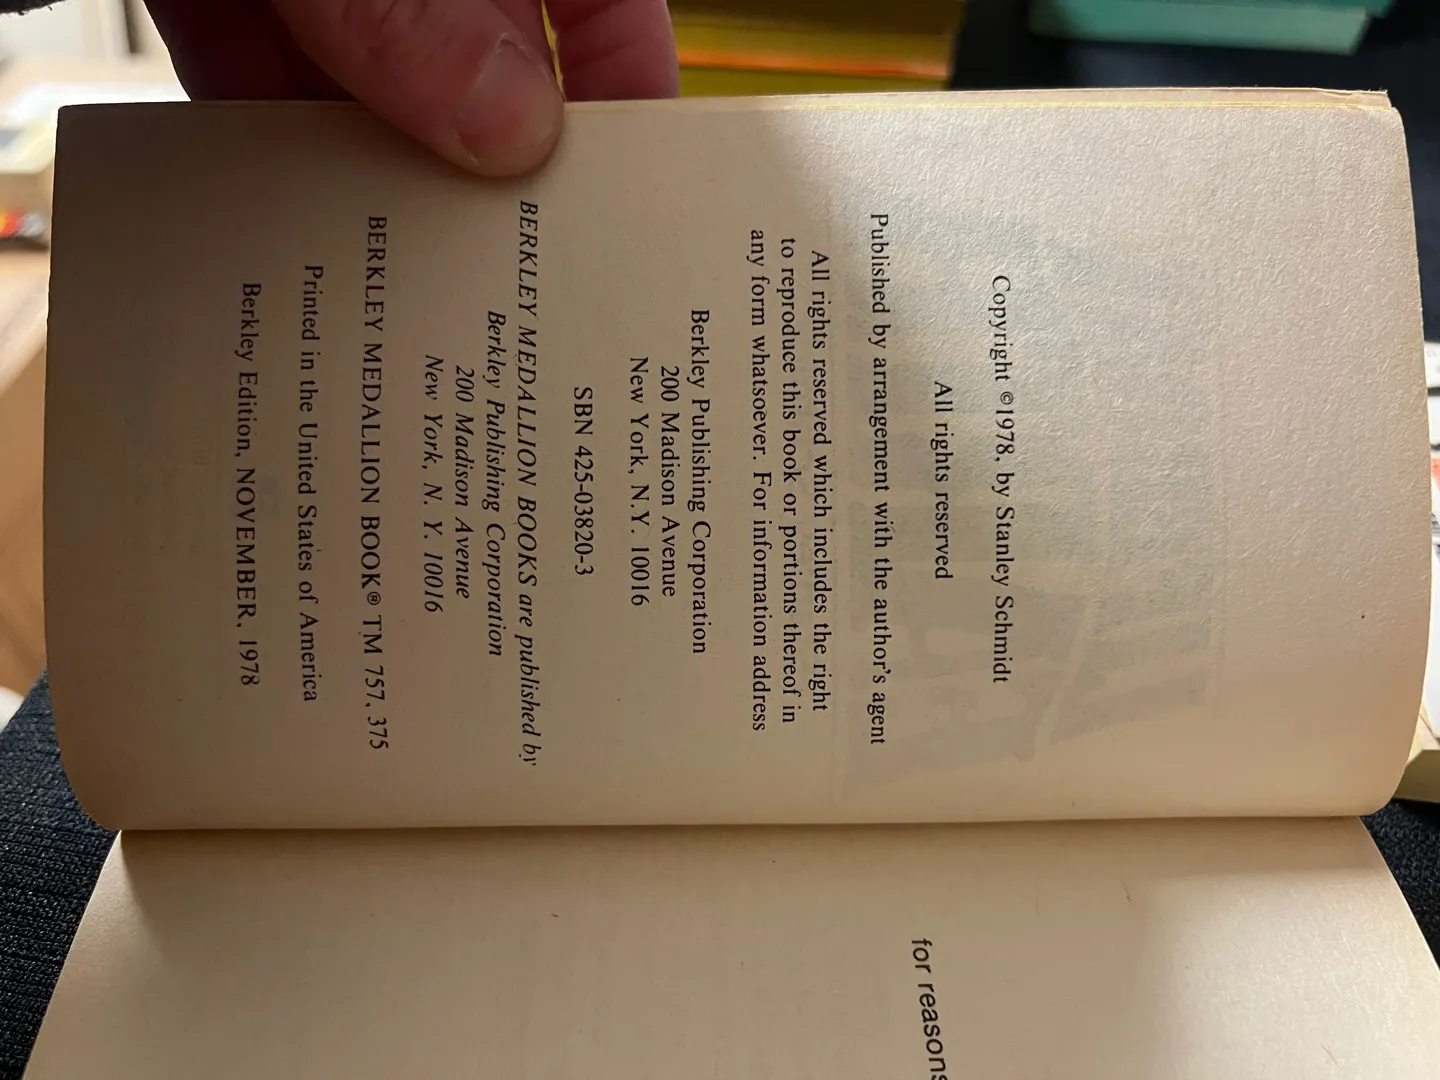 Copyright ©1978, by Stanley Schmidt
All rights reserved
Published by arrangement with the author's agent
All rights reserved which includes the right
to reproduce this book or portions thereof in
any form whatsoever. For information address
Berkley Publishing Corporation
200 Madison Avenue
New York, N.Y. 10016
SBN 425-03820-3
BERKLEY MEDALLION BOOKS are published by
Berkley Publishing Corporation
200 Madison Avenue
New York, N. Y. 10016
BERKLEY MEDALLION BOOK® TM 757,375
Printed in the United States of America
Berkley Edition, NOVEMBER, 1978
for reasons